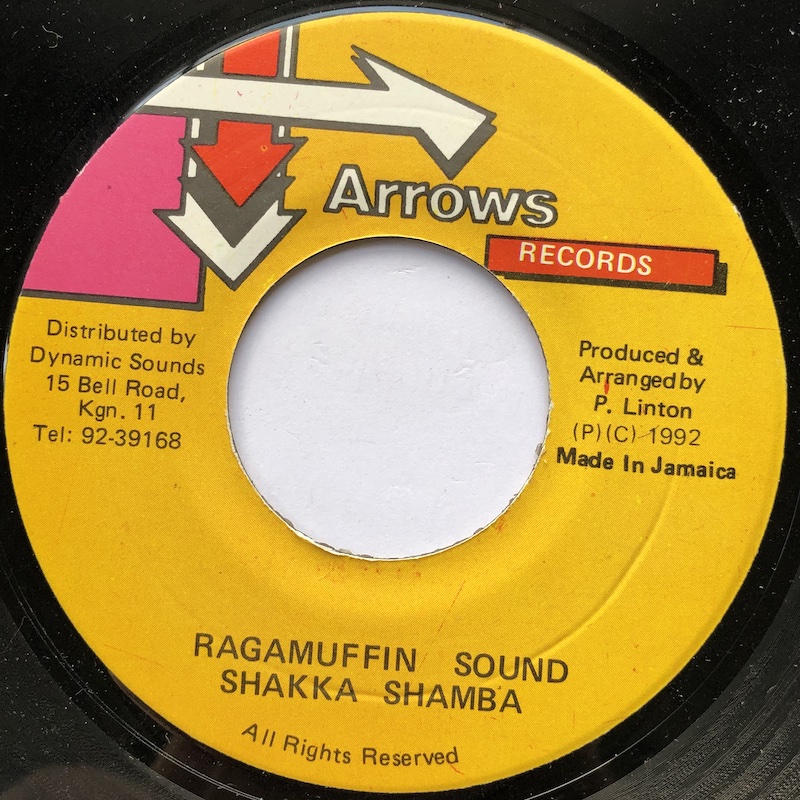 Arrows
RECORDS
Distributed by
Dynamic Sounds
15 Bell Road,
Kgn. 11
Tel: 92-39168
Produced &
Arranged by
P. Linton
(P)(C) 1992
Made In Jamaica
RAGAMUFFIN SOUND
SHAKKA SHAMBA
All Rights Reserved